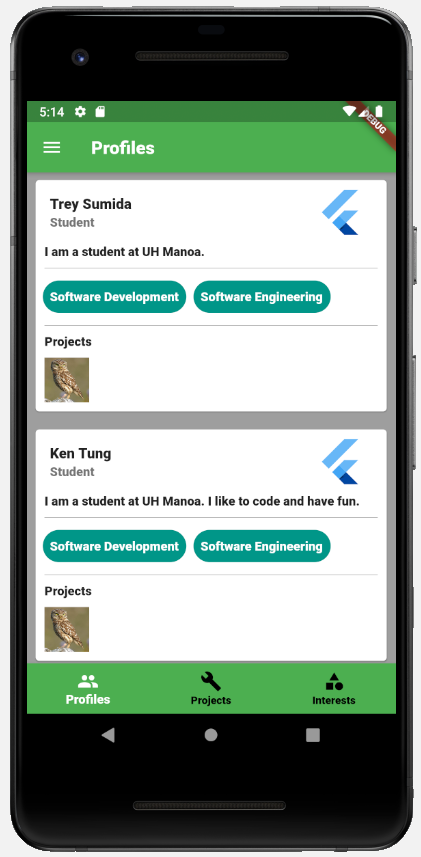 5:14
DEBUG
Profiles
Trey Sumida
Student
I am a student at UH Manoa.
Software Development Software Engineering
Projects
Ken Tung
Student
I am a student at UH Manoa. I like to code and have fun.
Software Development Software Engineering
Projects
Profiles Projects Interests